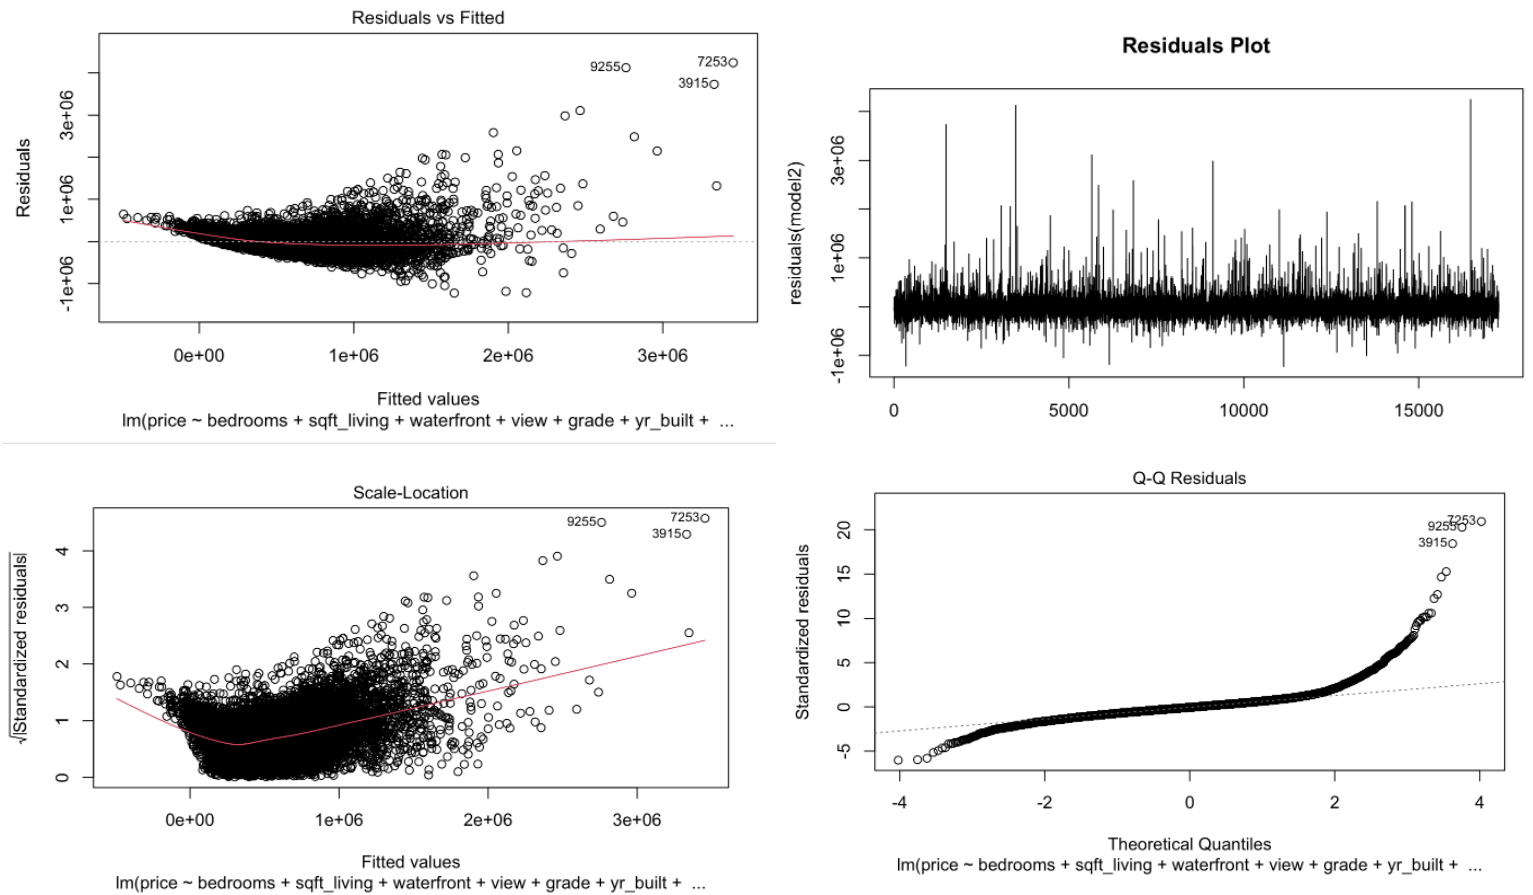 Residuals vs Fitted
Residuals
-1e+06
1e+06
3e+06
9255
7253
3915
0e+00 1e+06 2e+06 3e+06
Fitted values
lm(price ~ bedrooms + sqft_living + waterfront + view + grade + yr_built + ...
Residuals Plot
residuals(model2)
-1e+06
1e+06
3e+06
0 5000 10000 15000
Scale-Location
√|Standardized residuals|
0
1
2
3
4
9255
7253
3915
0e+00 1e+06 2e+06 3e+06
Fitted values
lm(price ~ bedrooms + sqft_living + waterfront + view + grade + yr_built + ...
Q-Q Residuals
Standardized residuals
-5
0
5
10
15
20
9255
7253
3915
-4 -2 0 2 4
Theoretical Quantiles
lm(price ~ bedrooms + sqft_living + waterfront + view + grade + yr_built + ...